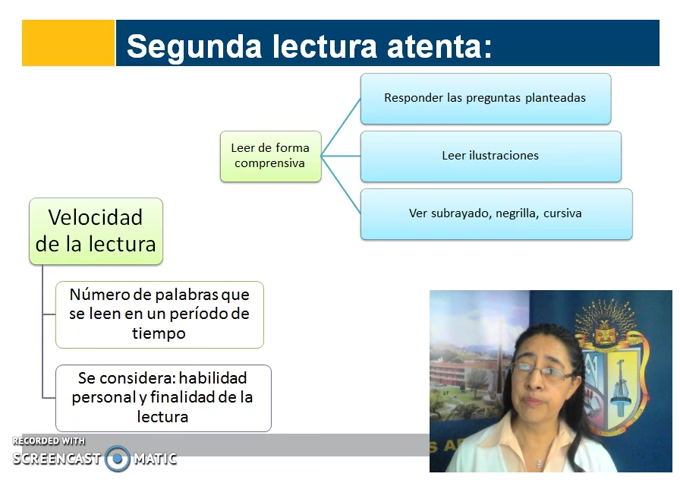 Segunda lectura atenta:
Responder las preguntas planteadas
Leer de forma
comprensiva
Leer ilustraciones
Ver subrayado, negrilla, cursiva
Velocidad
de la lectura
Número de palabras que
se leen en un período de
tiempo
Se considera: habilidad
personal y finalidad de la
lectura
RECORDED WITH
SCREENCAST MATIC